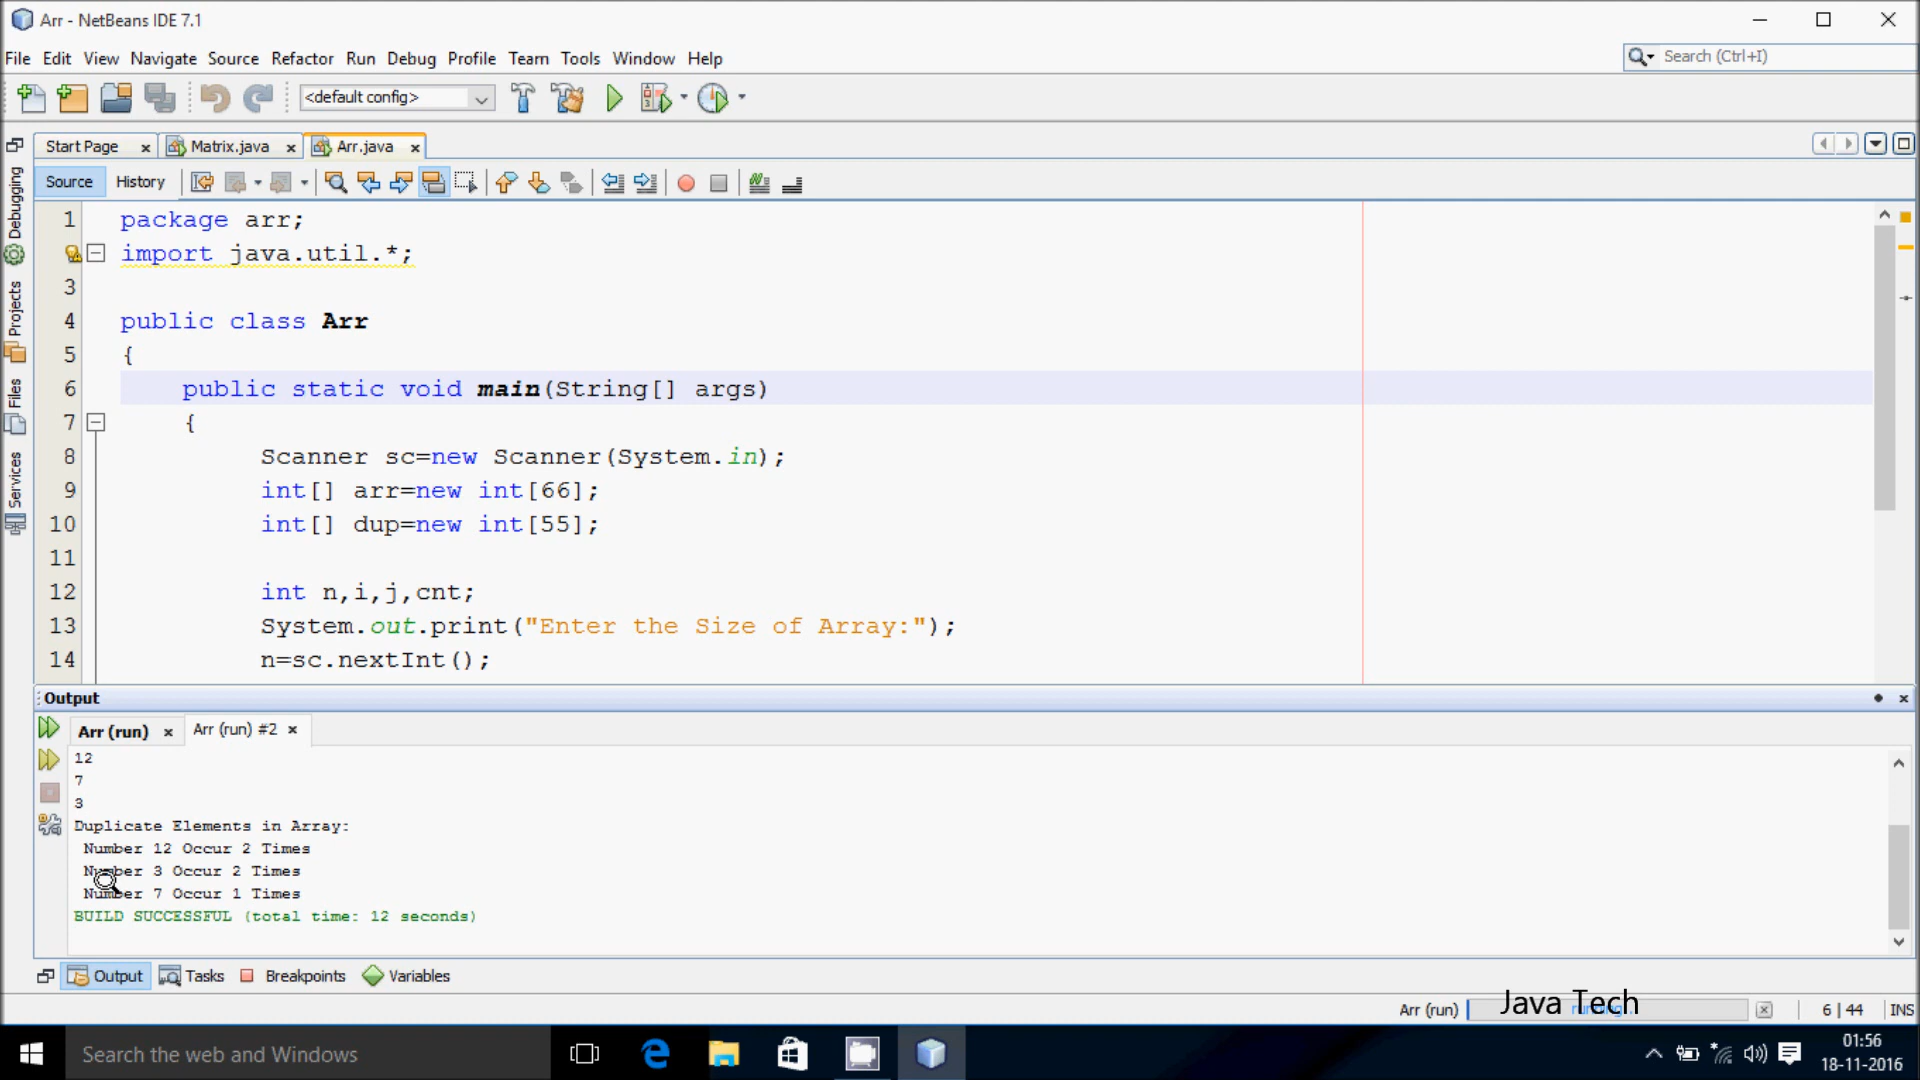 Arr - NetBeans IDE 7.1
File Edit View Navigate Source Refactor Run Debug Profile Team Tools Window Help
Search (Ctrl+I)
<default config>
Start Page Matrix.java Arr.java
Source History
Debugging
Projects
Files
Services
1 package arr;
import java.util.*;
3
4 public class Arr
5 {
6 public static void main(String[] args)
7 {
8 Scanner sc=new Scanner(System.in);
9 int[] arr=new int[66];
10 int[] dup=new int[55];
11
12 int n,i,j,cnt;
13 System.out.print("Enter the Size of Array:");
14 n=sc.nextInt();
Output
Arr (run) Arr (run) #2
12
7
3
Duplicate Elements in Array:
Number 12 Occur 2 Times
Number 3 Occur 2 Times
Number 7 Occur 1 Times
BUILD SUCCESSFUL (total time: 12 seconds)
Output Tasks Breakpoints Variables
Arr (run) Java Tech 6 | 44 INS
Search the web and Windows
01:56
18-11-2016